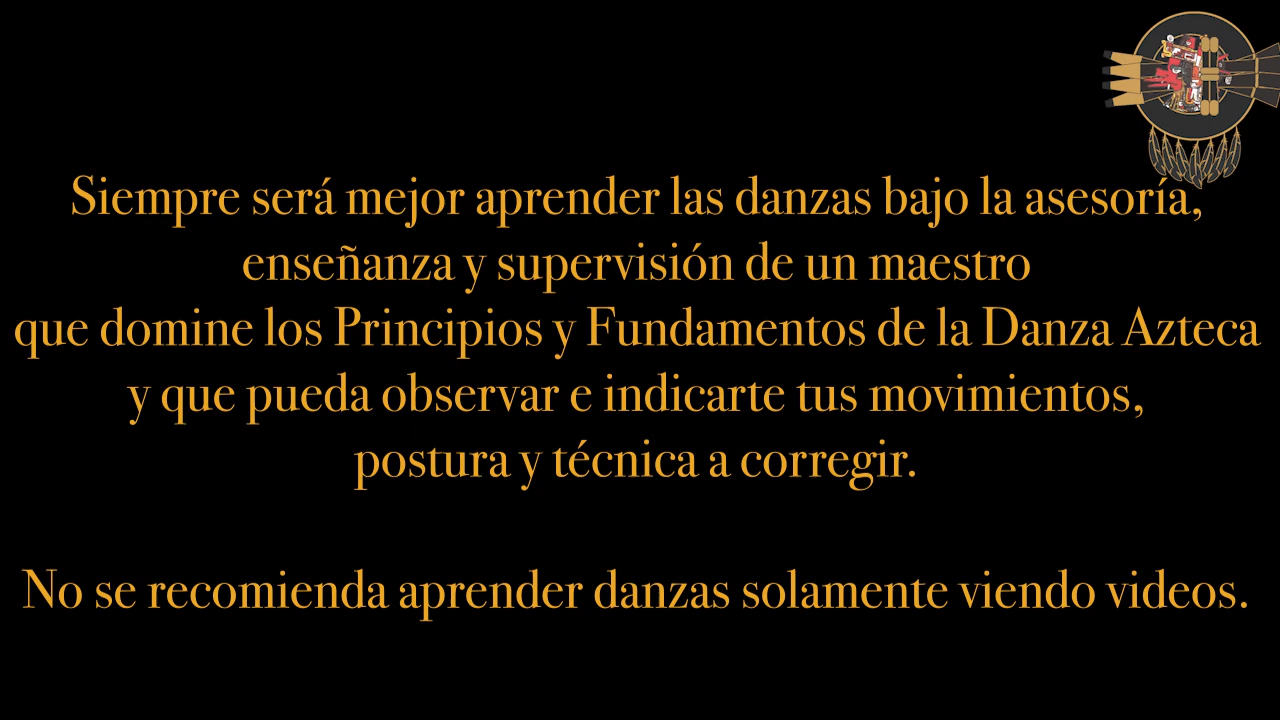 Siempre será mejor aprender las danzas bajo la asesoría,
enseñanza y supervisión de un maestro
que domine los Principios y Fundamentos de la Danza Azteca
y que pueda observar e indicarte tus movimientos,
postura y técnica a corregir.
No se recomienda aprender danzas solamente viendo videos.